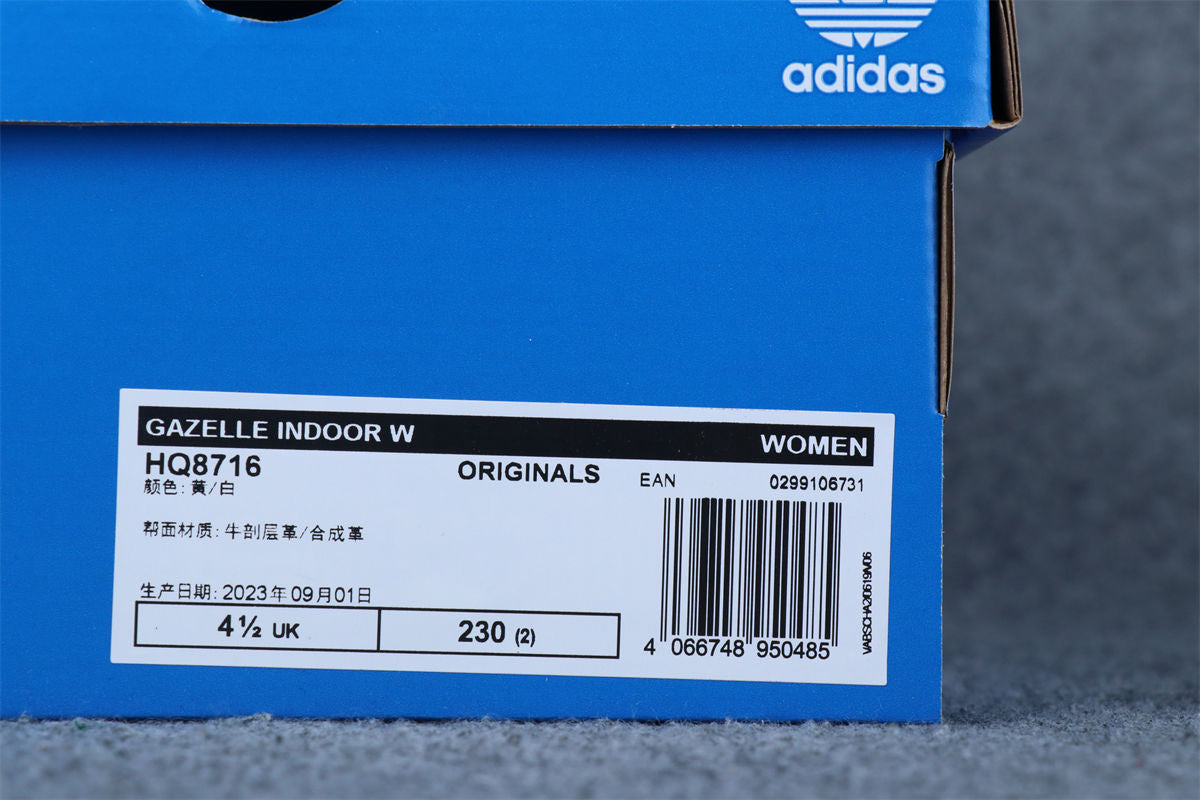 adidas
GAZELLE INDOOR W WOMEN
HQ8716 ORIGINALS EAN 0299106731
颜色: 黄/白
帮面材质: 牛剖层革/合成革
生产日期: 2023年09月01日
4½ UK 230 (2)
4 066748 950485